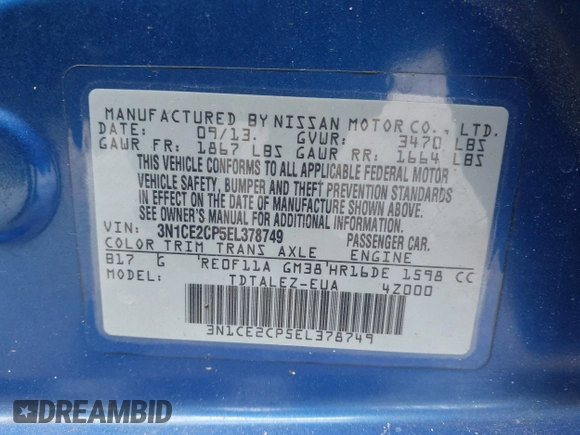 MANUFACTURED BY NISSAN MOTOR CO., LTD.
DATE: 09/13. GVWR: 3470 LBS
GAWR FR: 1867 LBS GAWR RR: 1664 LBS
THIS VEHICLE CONFORMS TO ALL APPLICABLE FEDERAL MOTOR
VEHICLE SAFETY, BUMPER AND THEFT PREVENTION STANDARDS
IN EFFECT ON THE DATE OF MANUFACTURE SHOWN ABOVE.
SEE OWNER'S MANUAL FOR ADDITIONAL INFORMATION.
VIN: 3N1CE2CP5EL378749 PASSENGER CAR.
COLOR TRIM TRANS AXLE ENGINE
B17 G RE0F11A GM38 HR16DE 1598 CC
MODEL: TDTALEZ-EUA 4Z000
3N1CE2CP5EL378749
DREAMBID